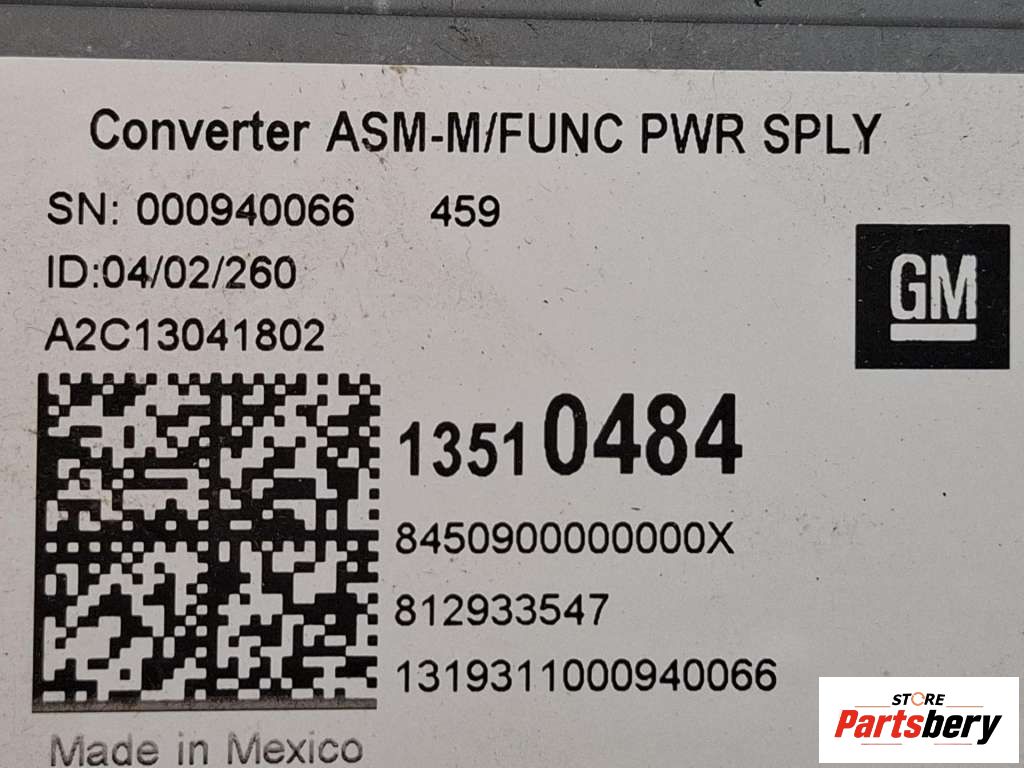 Converter ASM-M/FUNC PWR SPLY
SN: 000940066 459
ID:04/02/260
A2C13041802
GM
13510484
8450900000000X
812933547
1319311000940066
Made in Mexico
STORE
Partsbery